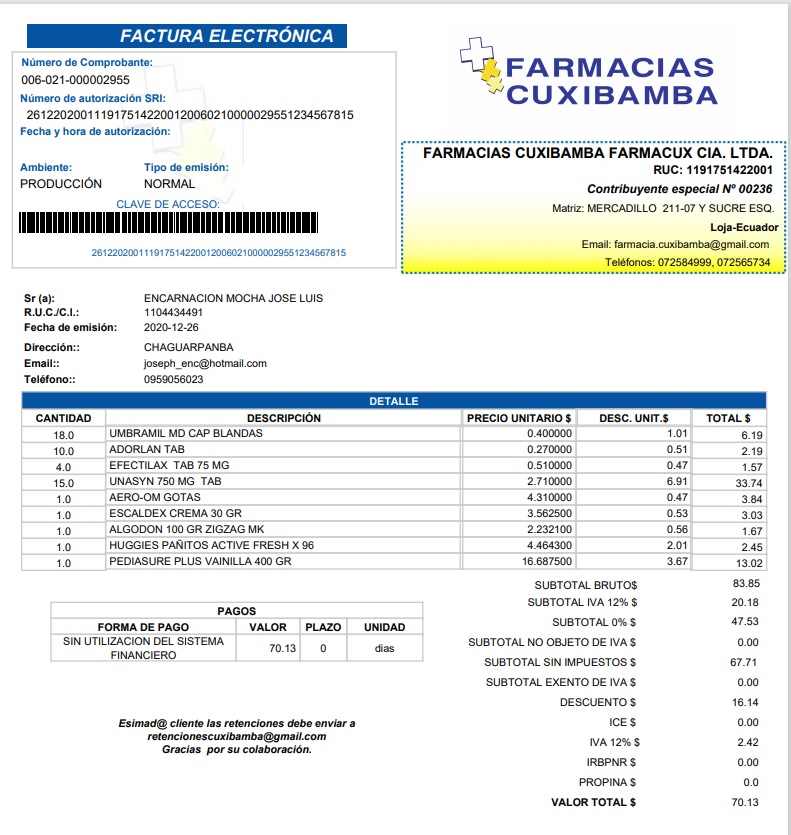 FACTURA ELECTRÓNICA
Número de Comprobante:
006-021-000002955
Número de autorización SRI:
2612202001119175142200120060210000029551234567815
Fecha y hora de autorización:
Ambiente: Tipo de emisión:
PRODUCCIÓN NORMAL
CLAVE DE ACCESO:
2612202001119175142200120060210000029551234567815
FARMACIAS
CUXIBAMBA
FARMACIAS CUXIBAMBA FARMACUX CIA. LTDA.
RUC: 1191751422001
Contribuyente especial Nº 00236
Matriz: MERCADILLO 211-07 Y SUCRE ESQ.
Loja-Ecuador
Email: farmacia.cuxibamba@gmail.com
Teléfonos: 072584999, 072565734
Sr (a): ENCARNACION MOCHA JOSE LUIS
R.U.C./C.I.: 1104434491
Fecha de emisión: 2020-12-26
Dirección:: CHAGUARPANBA
Email:: joseph_enc@hotmail.com
Teléfono:: 0959056023
DETALLE
CANTIDAD DESCRIPCIÓN PRECIO UNITARIO $ DESC. UNIT.$ TOTAL $
18.0 UMBRAMIL MD CAP BLANDAS 0.400000 1.01 6.19
10.0 ADORLAN TAB 0.270000 0.51 2.19
4.0 EFECTILAX TAB 75 MG 0.510000 0.47 1.57
15.0 UNASYN 750 MG TAB 2.710000 6.91 33.74
1.0 AERO-OM GOTAS 4.310000 0.47 3.84
1.0 ESCALDEX CREMA 30 GR 3.562500 0.53 3.03
1.0 ALGODON 100 GR ZIGZAG MK 2.232100 0.56 1.67
1.0 HUGGIES PAÑITOS ACTIVE FRESH X 96 4.464300 2.01 2.45
1.0 PEDIASURE PLUS VAINILLA 400 GR 16.687500 3.67 13.02
PAGOS
FORMA DE PAGO VALOR PLAZO UNIDAD
SIN UTILIZACION DEL SISTEMA
FINANCIERO 70.13 0 dias
Esimad@ cliente las retenciones debe enviar a
retencionescuxibamba@gmail.com
Gracias por su colaboración.
SUBTOTAL BRUTO$ 83.85
SUBTOTAL IVA 12% $ 20.18
SUBTOTAL 0% $ 47.53
SUBTOTAL NO OBJETO DE IVA $ 0.00
SUBTOTAL SIN IMPUESTOS $ 67.71
SUBTOTAL EXENTO DE IVA $ 0.00
DESCUENTO $ 16.14
ICE $ 0.00
IVA 12% $ 2.42
IRBPNR $ 0.00
PROPINA $ 0.0
VALOR TOTAL $ 70.13